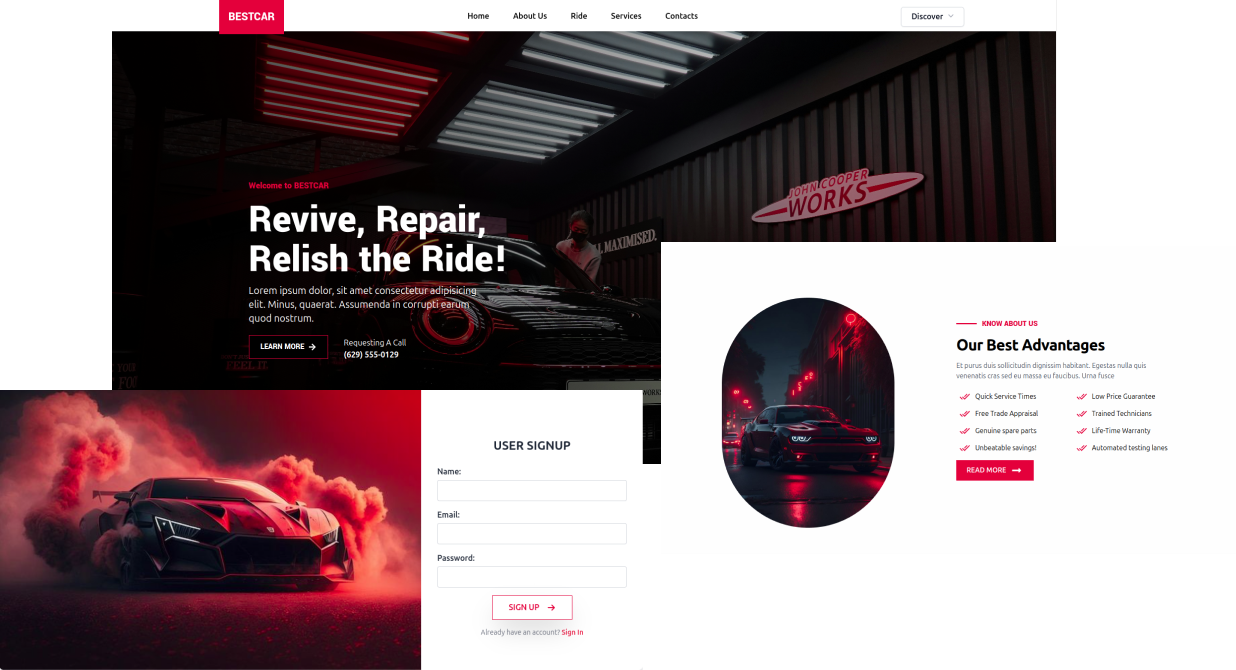 BESTCAR
Home About Us Ride Services Contacts
Discover
JOHN COOPER
WORKS
Welcome to BESTCAR
Revive, Repair,
Relish the Ride!
MAXIMISED.
Lorem ipsum dolor, sit amet consectetur adipisicing
elit. Minus, quaerat. Assumenda in corrupti earum
quod nostrum.
LEARN MORE
Requesting A Call
(629) 555-0129
FEEL IT.
USER SIGNUP
Name:
Email:
Password:
SIGN UP
Already have an account? Sign In
KNOW ABOUT US
Our Best Advantages
Et purus duis sollicitudin dignissim habitant. Egestas nulla quis
venenatis cras sed eu massa eu faucibus. Urna fusce
Quick Service Times
Low Price Guarantee
Free Trade Appraisal
Trained Technicians
Genuine spare parts
Life-Time Warranty
Unbeatable savings!
Automated testing lanes
READ MORE